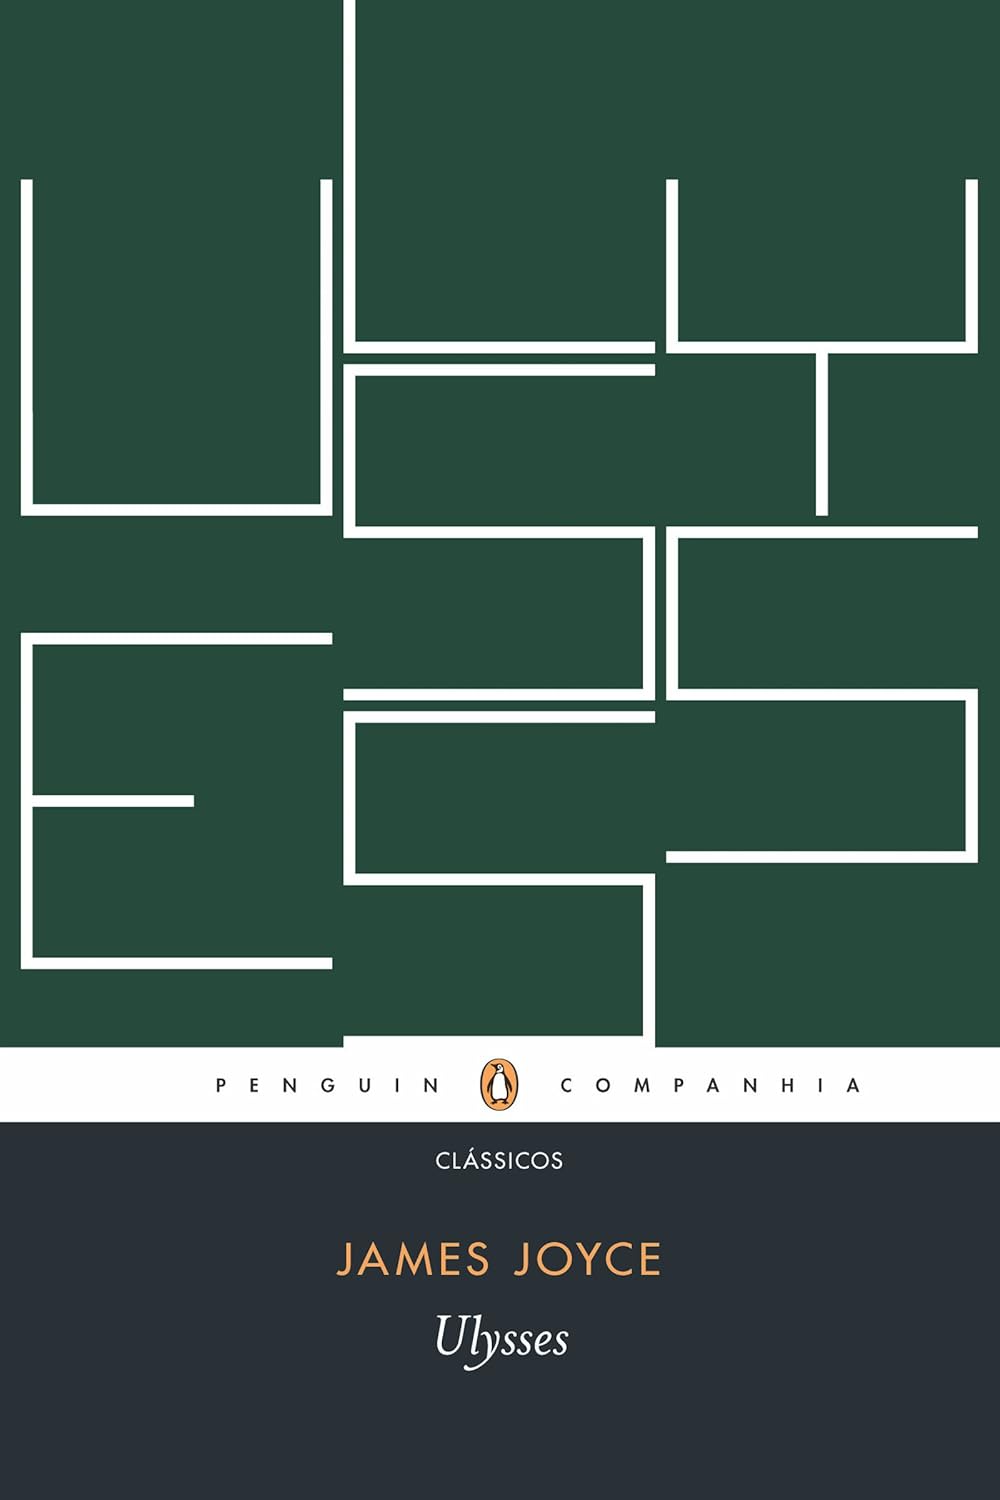 U L Y
S S
E S
PENGUIN COMPANHIA
CLÁSSICOS
JAMES JOYCE
Ulysses